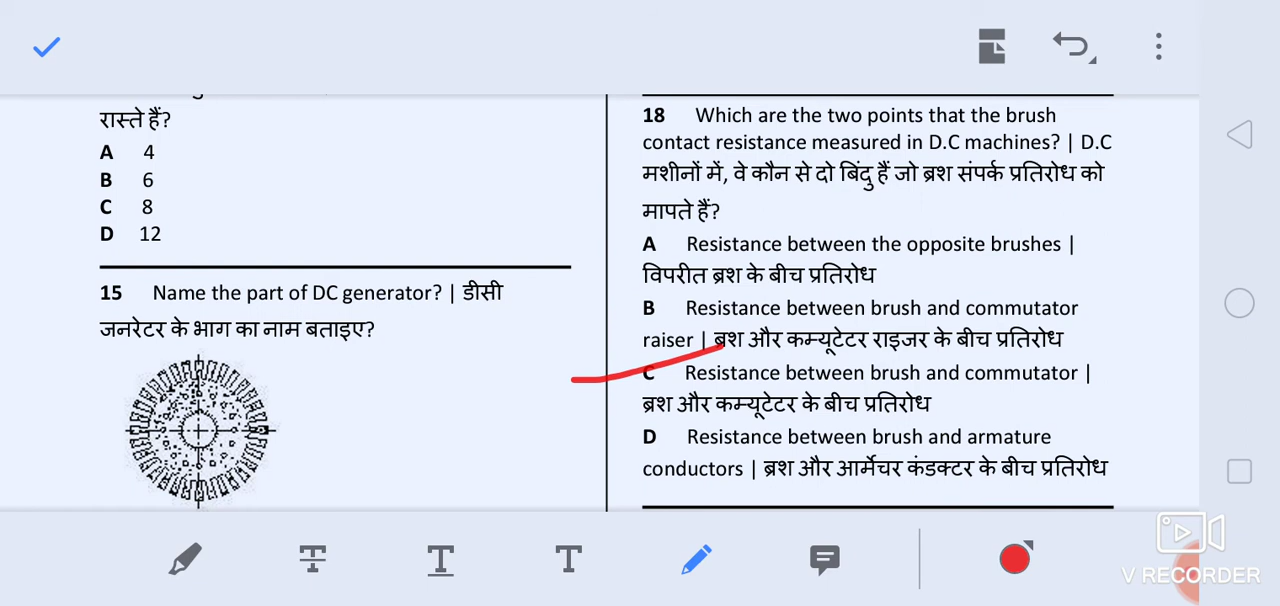 रास्ते हैं?
A 4
B 6
C 8
D 12
15 Name the part of DC generator? | डीसी
जनरेटर के भाग का नाम बताइए?
18 Which are the two points that the brush
contact resistance measured in D.C machines? | D.C
मशीनों में, वे कौन से दो बिंदु हैं जो ब्रश संपर्क प्रतिरोध को
मापते हैं?
A Resistance between the opposite brushes |
विपरीत ब्रश के बीच प्रतिरोध
B Resistance between brush and commutator
raiser | ब्रश और कम्यूटेटर राइजर के बीच प्रतिरोध
C Resistance between brush and commutator |
ब्रश और कम्यूटेटर के बीच प्रतिरोध
D Resistance between brush and armature
conductors | ब्रश और आर्मेचर कंडक्टर के बीच प्रतिरोध
T T T
V RECORDER